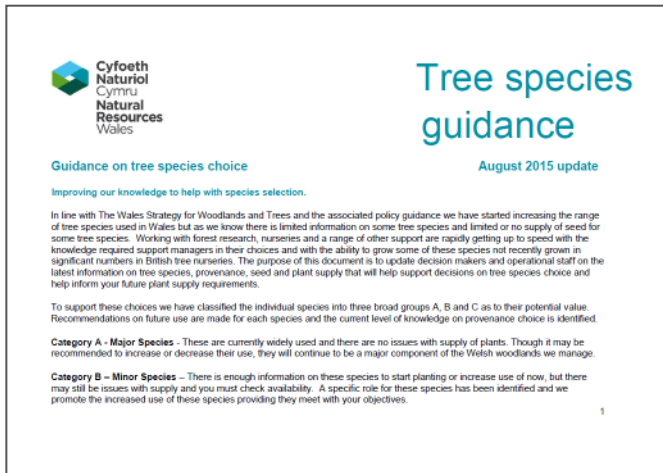 Cyfoeth
Naturiol
Cymru
Natural
Resources
Wales
Tree species
guidance
Guidance on tree species choice
August 2015 update
Improving our knowledge to help with species selection.
In line with The Wales Strategy for Woodlands and Trees and the associated policy guidance we have started increasing the range
of tree species used in Wales but as we know there is limited information on some tree species and limited or no supply of seed for
some tree species. Working with forest research, nurseries and a range of other support are rapidly getting up to speed with the
knowledge required support managers in their choices and with the ability to grow some of these species not recently grown in
significant numbers in British tree nurseries. The purpose of this document is to update decision makers and operational staff on the
latest information on tree species, provenance, seed and plant supply that will help support decisions on tree species choice and
help inform your future plant supply requirements.
To support these choices we have classified the individual species into three broad groups A, B and C as to their potential value.
Recommendations on future use are made for each species and the current level of knowledge on provenance choice is identified.
Category A - Major Species - These are currently widely used and there are no issues with supply of plants. Though it may be
recommended to increase or decrease their use, they will continue to be a major component of the Welsh woodlands we manage.
Category B – Minor Species – There is enough information on these species to start planting or increase use of now, but there
may still be issues with supply and you must check availability. A specific role for these species has been identified and we
promote the increased use of these species providing they meet with your objectives.
1